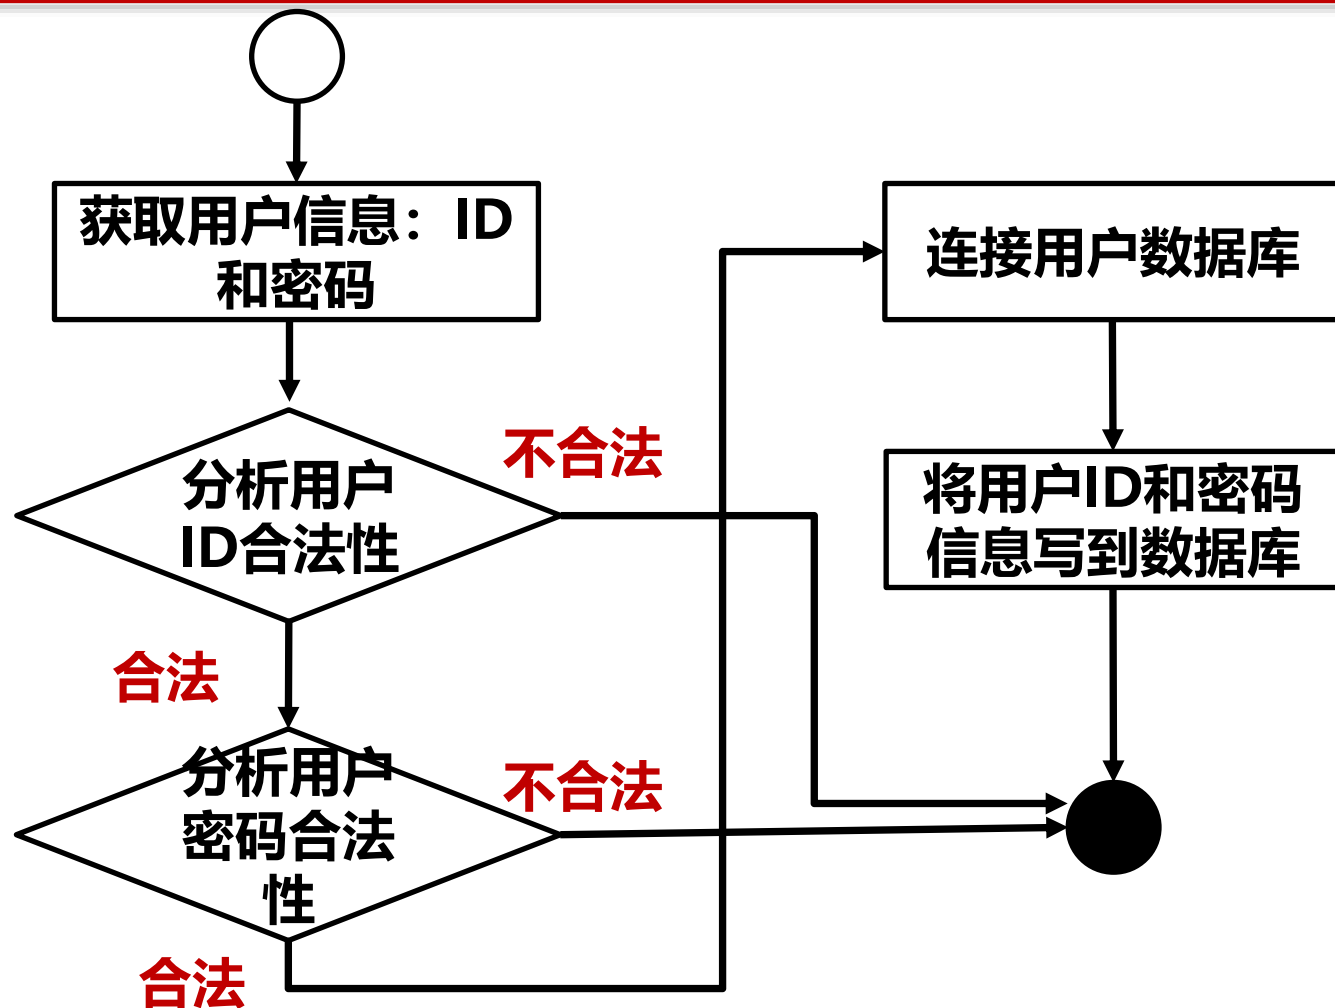 获取用户信息：ID
和密码
分析用户
ID合法性
不合法
合法
分析用户
密码合法
性
不合法
合法
连接用户数据库
将用户ID和密码
信息写到数据库